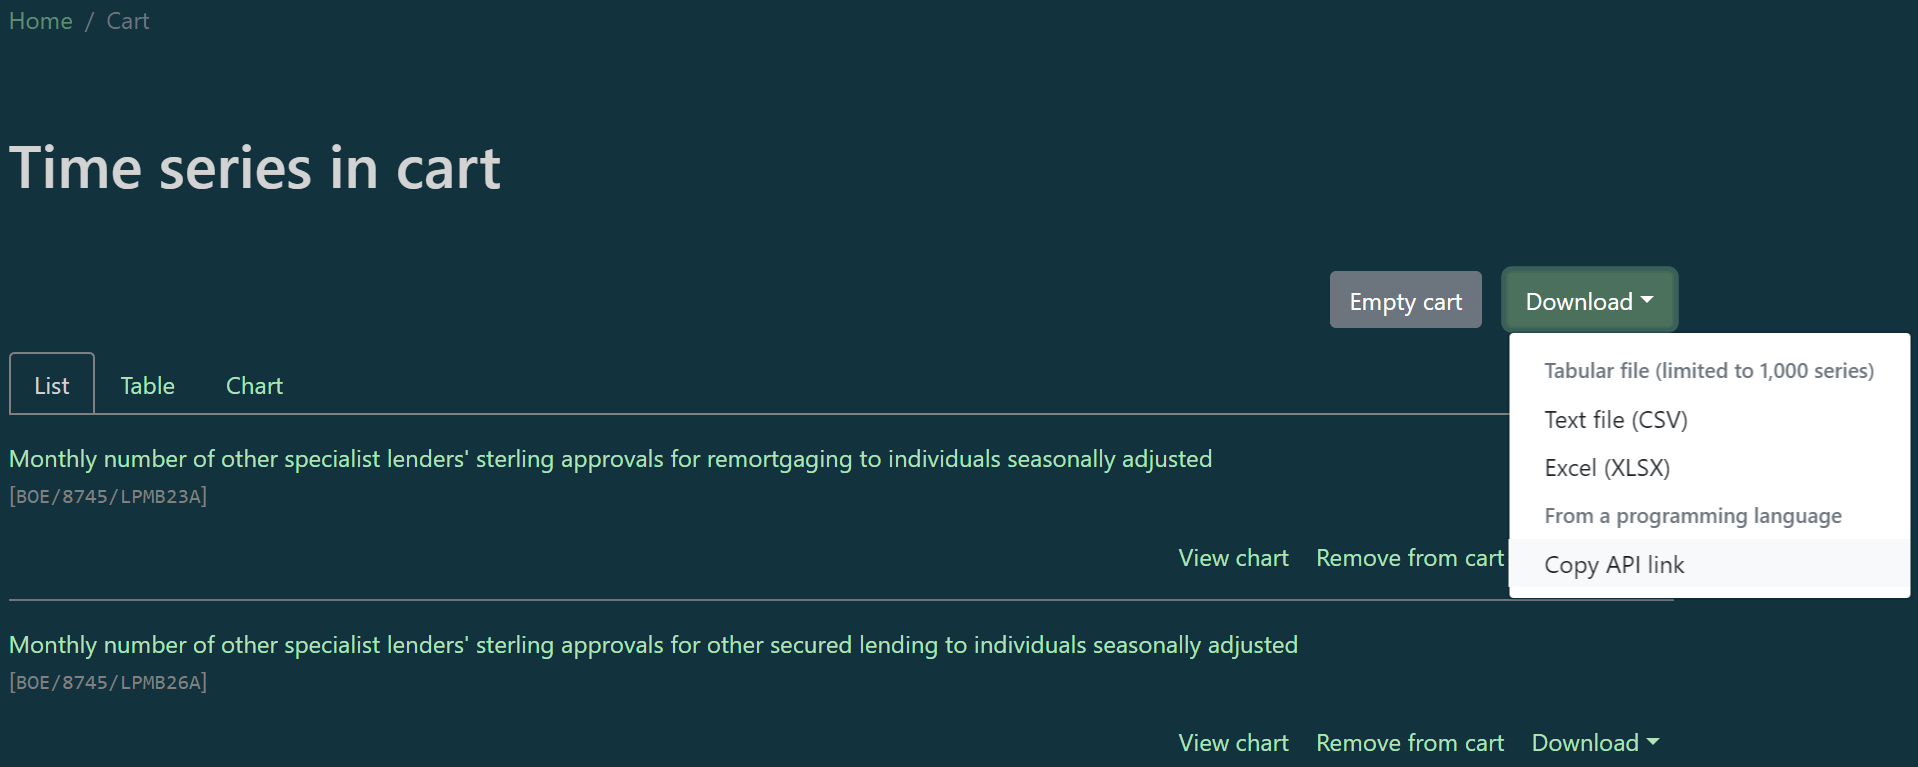 Home / Cart
Time series in cart
Empty cart
Download
Tabular file (limited to 1,000 series)
Text file (CSV)
Excel (XLSX)
From a programming language
Copy API link
List
Table
Chart
Monthly number of other specialist lenders' sterling approvals for remortgaging to individuals seasonally adjusted
[BOE/8745/LPMB23A]
View chart
Remove from cart
Monthly number of other specialist lenders' sterling approvals for other secured lending to individuals seasonally adjusted
[BOE/8745/LPMB26A]
View chart
Remove from cart
Download